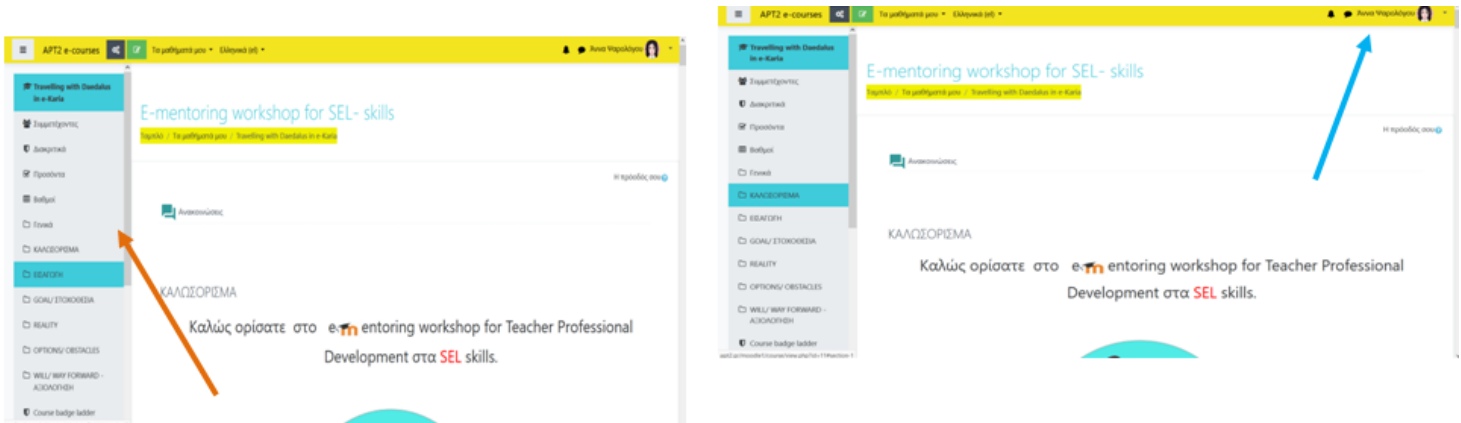 APT2 e-courses Τα μαθήματά μου Ελληνικά (el) Άννα Ψαρολόγου
Travelling with Daedalus
in e-Karia
Συμμετέχοντες
Διακριτικά
Προσόντα
Βαθμοί
Γενικά
ΚΑΛΩΣΟΡΙΣΜΑ
ΕΙΣΑΓΩΓΗ
GOAL/ ΣΤΟΧΟΘΕΣΙΑ
REALITY
OPTIONS/ OBSTACLES
WILL/ WAY FORWARD -
ΑΞΙΟΛΟΓΗΣΗ
Course badge ladder
E-mentoring workshop for SEL- skills
Ταμπλό / Τα μαθήματά μου / Travelling with Daedalus in e-Karia
Η πρόοδός σου
Ανακοινώσεις
ΚΑΛΩΣΟΡΙΣΜΑ
Καλώς ορίσατε στο e-m entoring workshop for Teacher Professional
Development στα SEL skills.
APT2 e-courses Τα μαθήματά μου Ελληνικά (el) Άννα Ψαρολόγου
Travelling with Daedalus
in e-Karia
Συμμετέχοντες
Διακριτικά
Προσόντα
Βαθμοί
Γενικά
ΚΑΛΩΣΟΡΙΣΜΑ
ΕΙΣΑΓΩΓΗ
GOAL/ ΣΤΟΧΟΘΕΣΙΑ
REALITY
OPTIONS/ OBSTACLES
WILL/ WAY FORWARD -
ΑΞΙΟΛΟΓΗΣΗ
Course badge ladder
E-mentoring workshop for SEL- skills
Ταμπλό / Τα μαθήματά μου / Travelling with Daedalus in e-Karia
Η πρόοδός σου
Ανακοινώσεις
ΚΑΛΩΣΟΡΙΣΜΑ
Καλώς ορίσατε στο e-m entoring workshop for Teacher Professional
Development στα SEL skills.